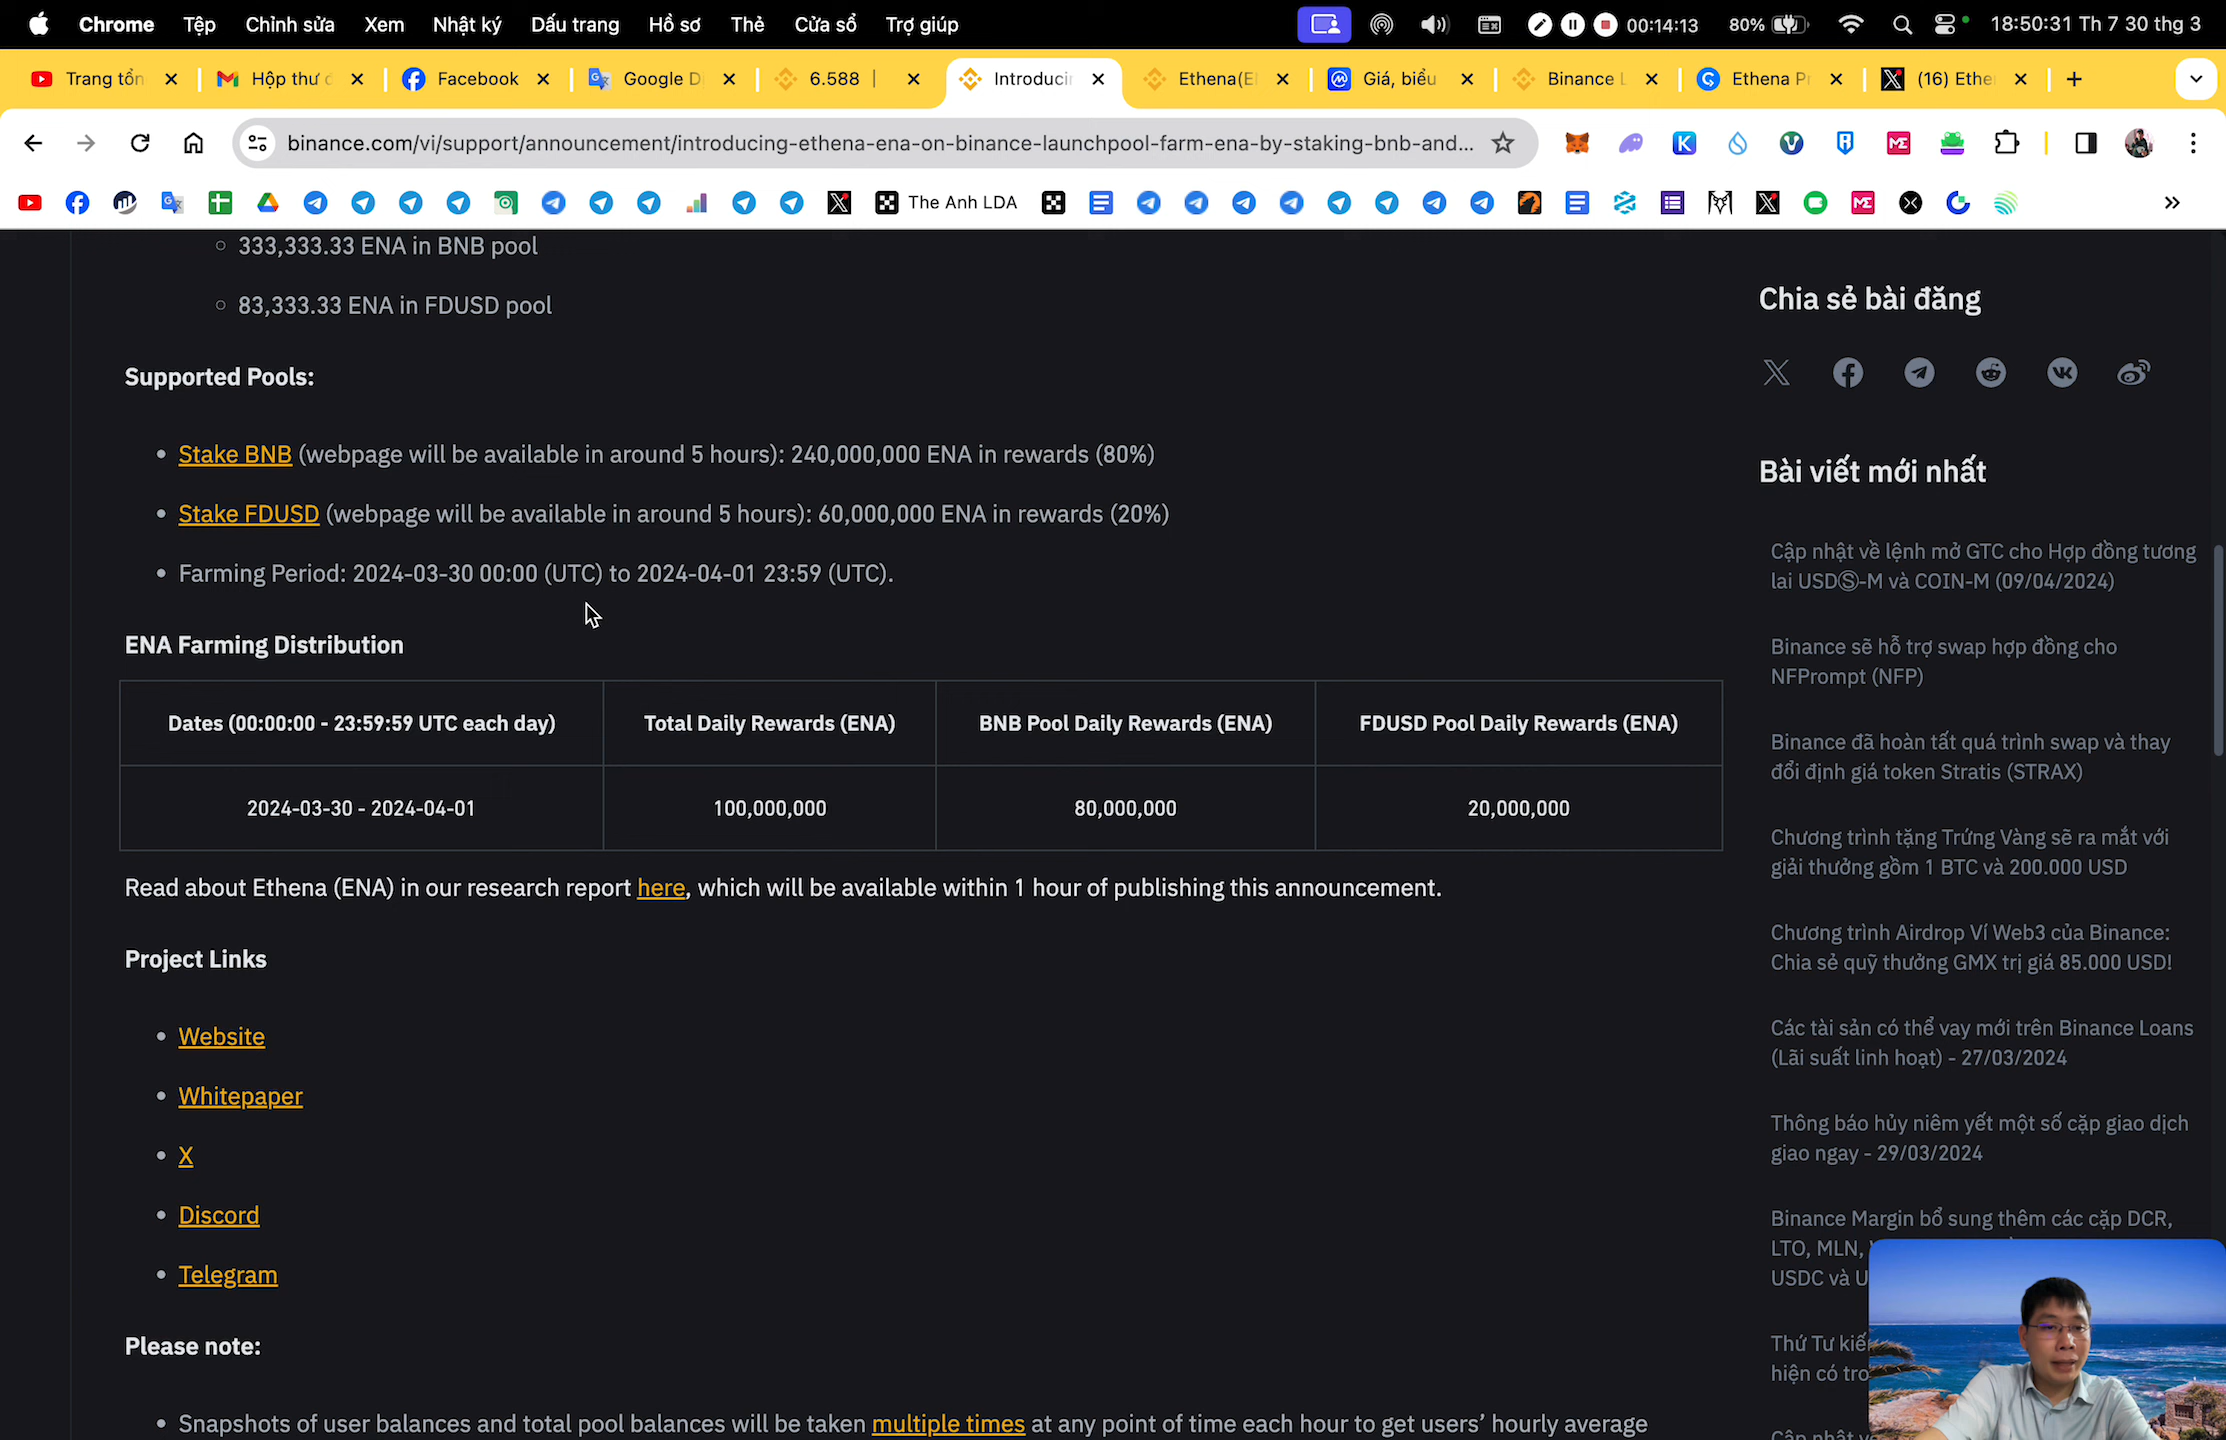 Chrome Tệp Chỉnh sửa Xem Nhật ký Dấu trang Hồ sơ Thẻ Cửa sổ Trợ giúp 00:14:13 80% 18:50:31 Th 7 30 thg 3
Trang tổn Hộp thư Facebook Google D 6.588 | Introducin Ethena(E Giá, biểu Binance L Ethena Pr (16) Ethe
binance.com/vi/support/announcement/introducing-ethena-ena-on-binance-launchpool-farm-ena-by-staking-bnb-and...
The Anh LDA
333,333.33 ENA in BNB pool
83,333.33 ENA in FDUSD pool
Supported Pools:
Stake BNB (webpage will be available in around 5 hours): 240,000,000 ENA in rewards (80%)
Stake FDUSD (webpage will be available in around 5 hours): 60,000,000 ENA in rewards (20%)
Farming Period: 2024-03-30 00:00 (UTC) to 2024-04-01 23:59 (UTC).
ENA Farming Distribution
Dates (00:00:00 - 23:59:59 UTC each day) Total Daily Rewards (ENA) BNB Pool Daily Rewards (ENA) FDUSD Pool Daily Rewards (ENA)
2024-03-30 - 2024-04-01 100,000,000 80,000,000 20,000,000
Read about Ethena (ENA) in our research report here, which will be available within 1 hour of publishing this announcement.
Project Links
Website
Whitepaper
X
Discord
Telegram
Please note:
Snapshots of user balances and total pool balances will be taken multiple times at any point of time each hour to get users' hourly average
Chia sẻ bài đăng
Bài viết mới nhất
Cập nhật về lệnh mở GTC cho Hợp đồng tương
lai USDⓈ-M và COIN-M (09/04/2024)
Binance sẽ hỗ trợ swap hợp đồng cho
NFPrompt (NFP)
Binance đã hoàn tất quá trình swap và thay
đổi định giá token Stratis (STRAX)
Chương trình tặng Trứng Vàng sẽ ra mắt với
giải thưởng gồm 1 BTC và 200.000 USD
Chương trình Airdrop Ví Web3 của Binance:
Chia sẻ quỹ thưởng GMX trị giá 85.000 USD!
Các tài sản có thể vay mới trên Binance Loans
(Lãi suất linh hoạt) - 27/03/2024
Thông báo hủy niêm yết một số cặp giao dịch
giao ngay - 29/03/2024
Binance Margin bổ sung thêm các cặp DCR,
LTO, MLN,
USDC và U
Thứ Tư kiế
hiện có tro
Cập nhật v